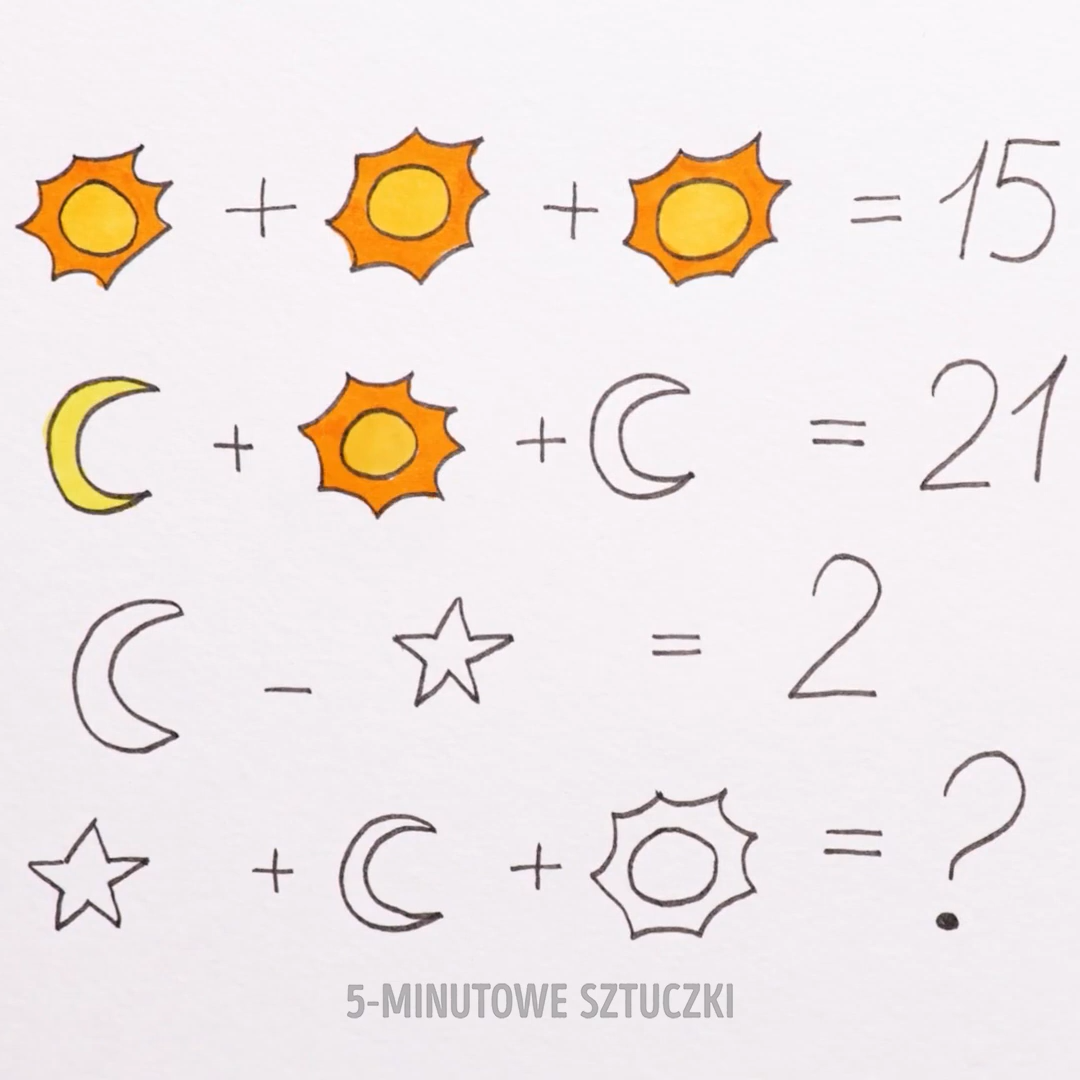 + + = 15
+ + = 21
- = 2
+ + = ?
5-MINUTOWE SZTUCZKI